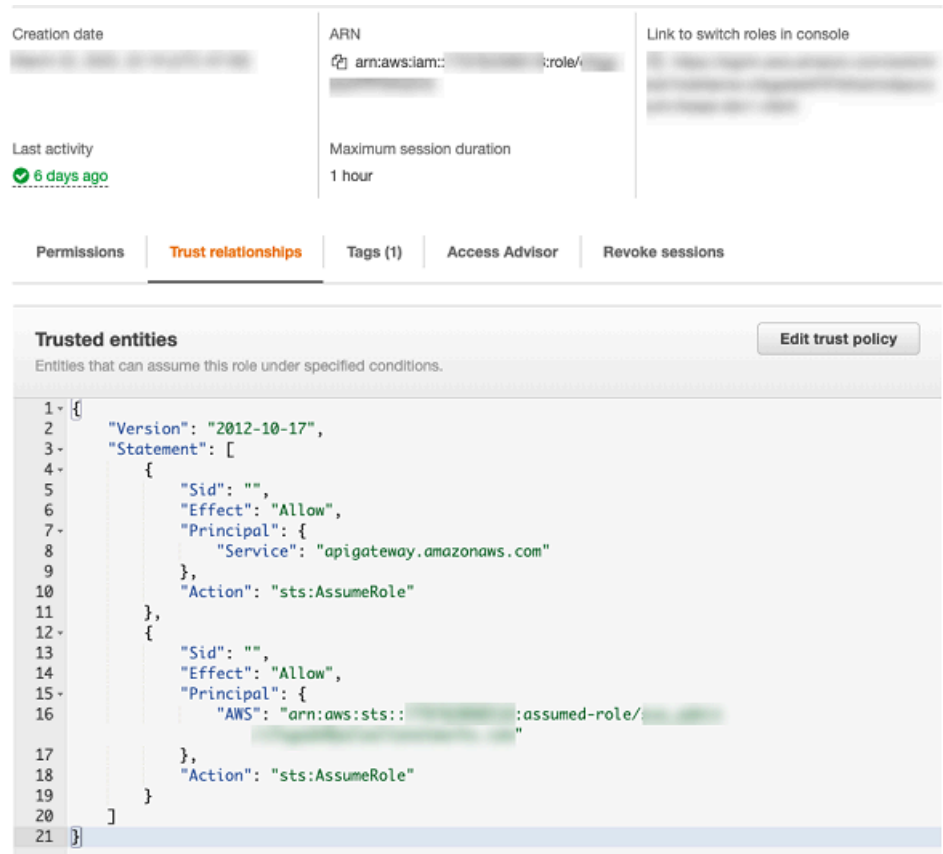 Creation date
ARN
Link to switch roles in console
arn:aws:iam::
:role/
Last activity
Maximum session duration
6 days ago
1 hour
Permissions
Trust relationships
Tags (1)
Access Advisor
Revoke sessions
Trusted entities
Edit trust policy
Entities that can assume this role under specified conditions.
1 {
2 "Version": "2012-10-17",
3 "Statement": [
4 {
5 "Sid": "",
6 "Effect": "Allow",
7 "Principal": {
8 "Service": "apigateway.amazonaws.com"
9 },
10 "Action": "sts:AssumeRole"
11 },
12 {
13 "Sid": "",
14 "Effect": "Allow",
15 "Principal": {
16 "AWS": "arn:aws:sts:: :assumed-role/
"
17 },
18 "Action": "sts:AssumeRole"
19 }
20 ]
21 }